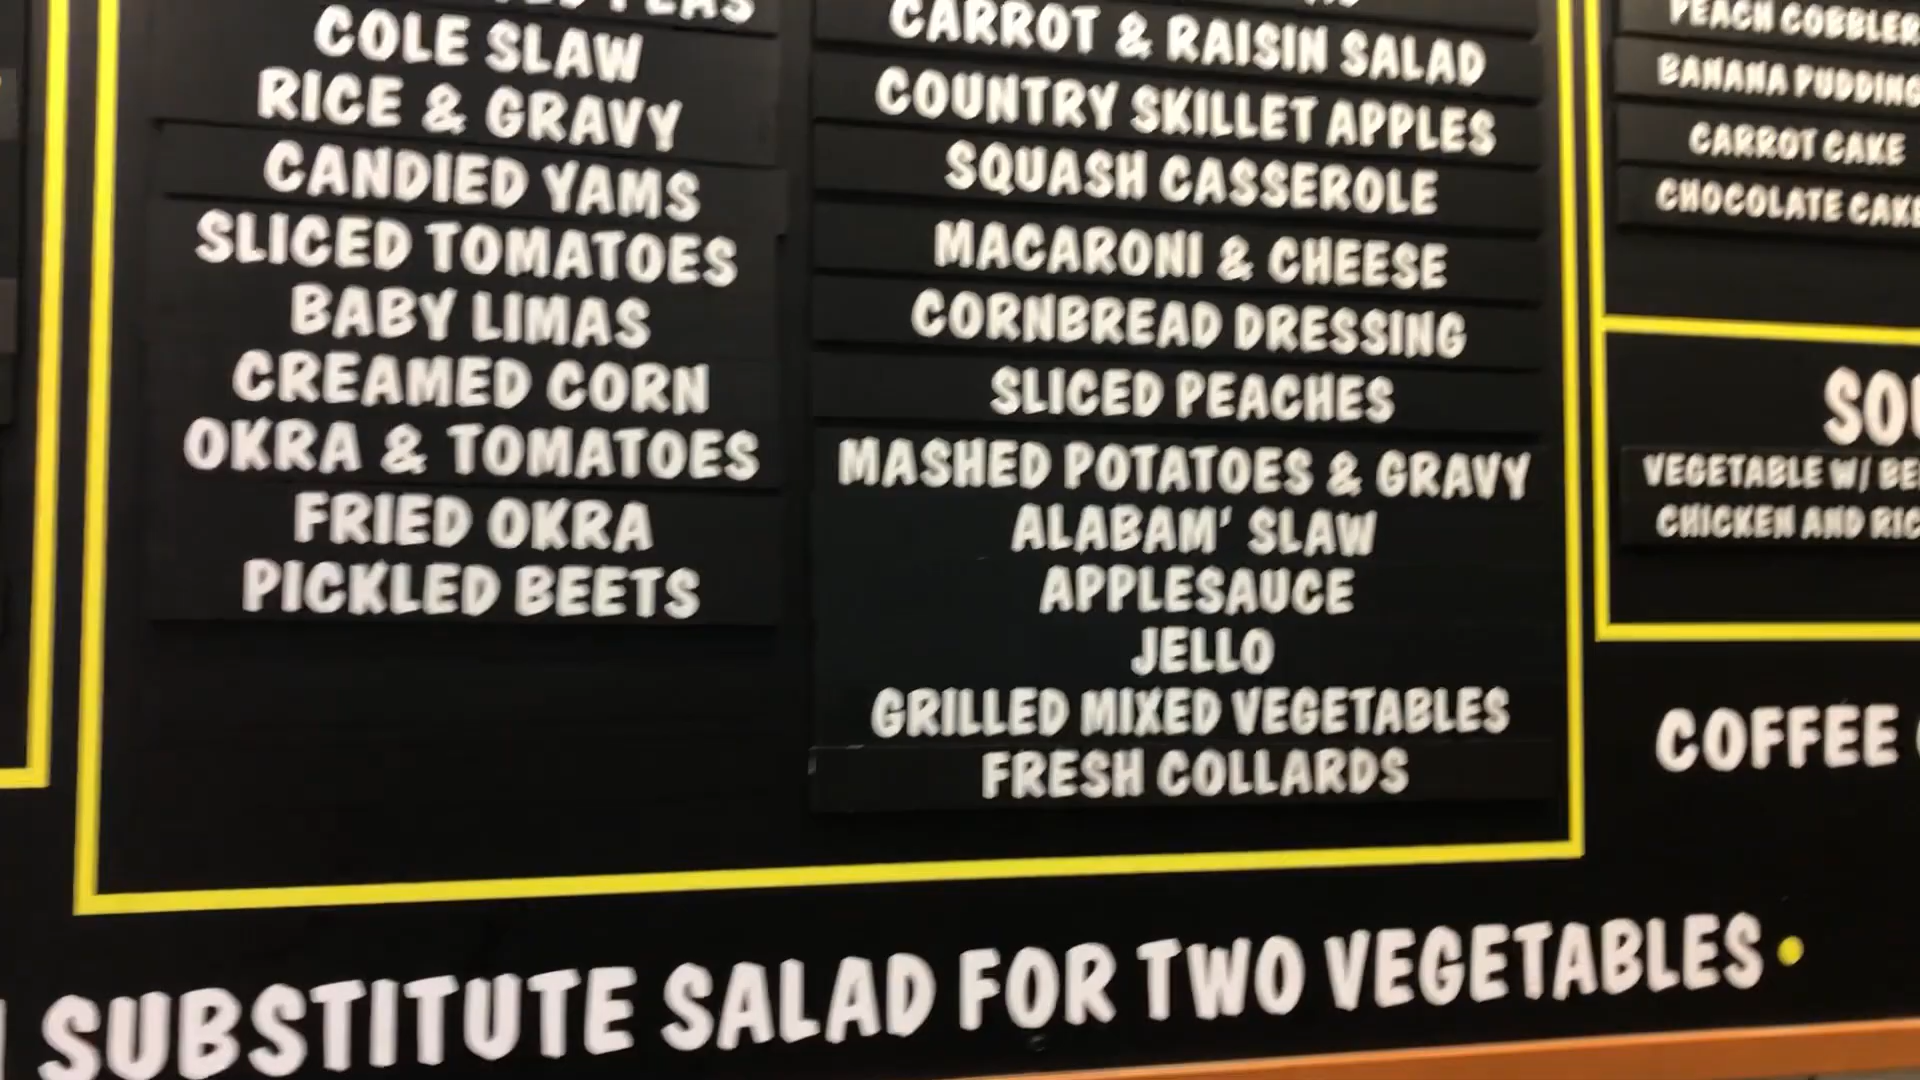 COLE SLAW
RICE & GRAVY
CANDIED YAMS
SLICED TOMATOES
BABY LIMAS
CREAMED CORN
OKRA & TOMATOES
FRIED OKRA
PICKLED BEETS
CARROT & RAISIN SALAD
COUNTRY SKILLET APPLES
SQUASH CASSEROLE
MACARONI & CHEESE
CORNBREAD DRESSING
SLICED PEACHES
MASHED POTATOES & GRAVY
ALABAM' SLAW
APPLESAUCE
JELLO
GRILLED MIXED VEGETABLES
FRESH COLLARDS
PEACH COBBLER
BANANA PUDDING
CARROT CAKE
CHOCOLATE CAKE
VEGETABLE W/
CHICKEN AND
COFFEE
SUBSTITUTE SALAD FOR TWO VEGETABLES •